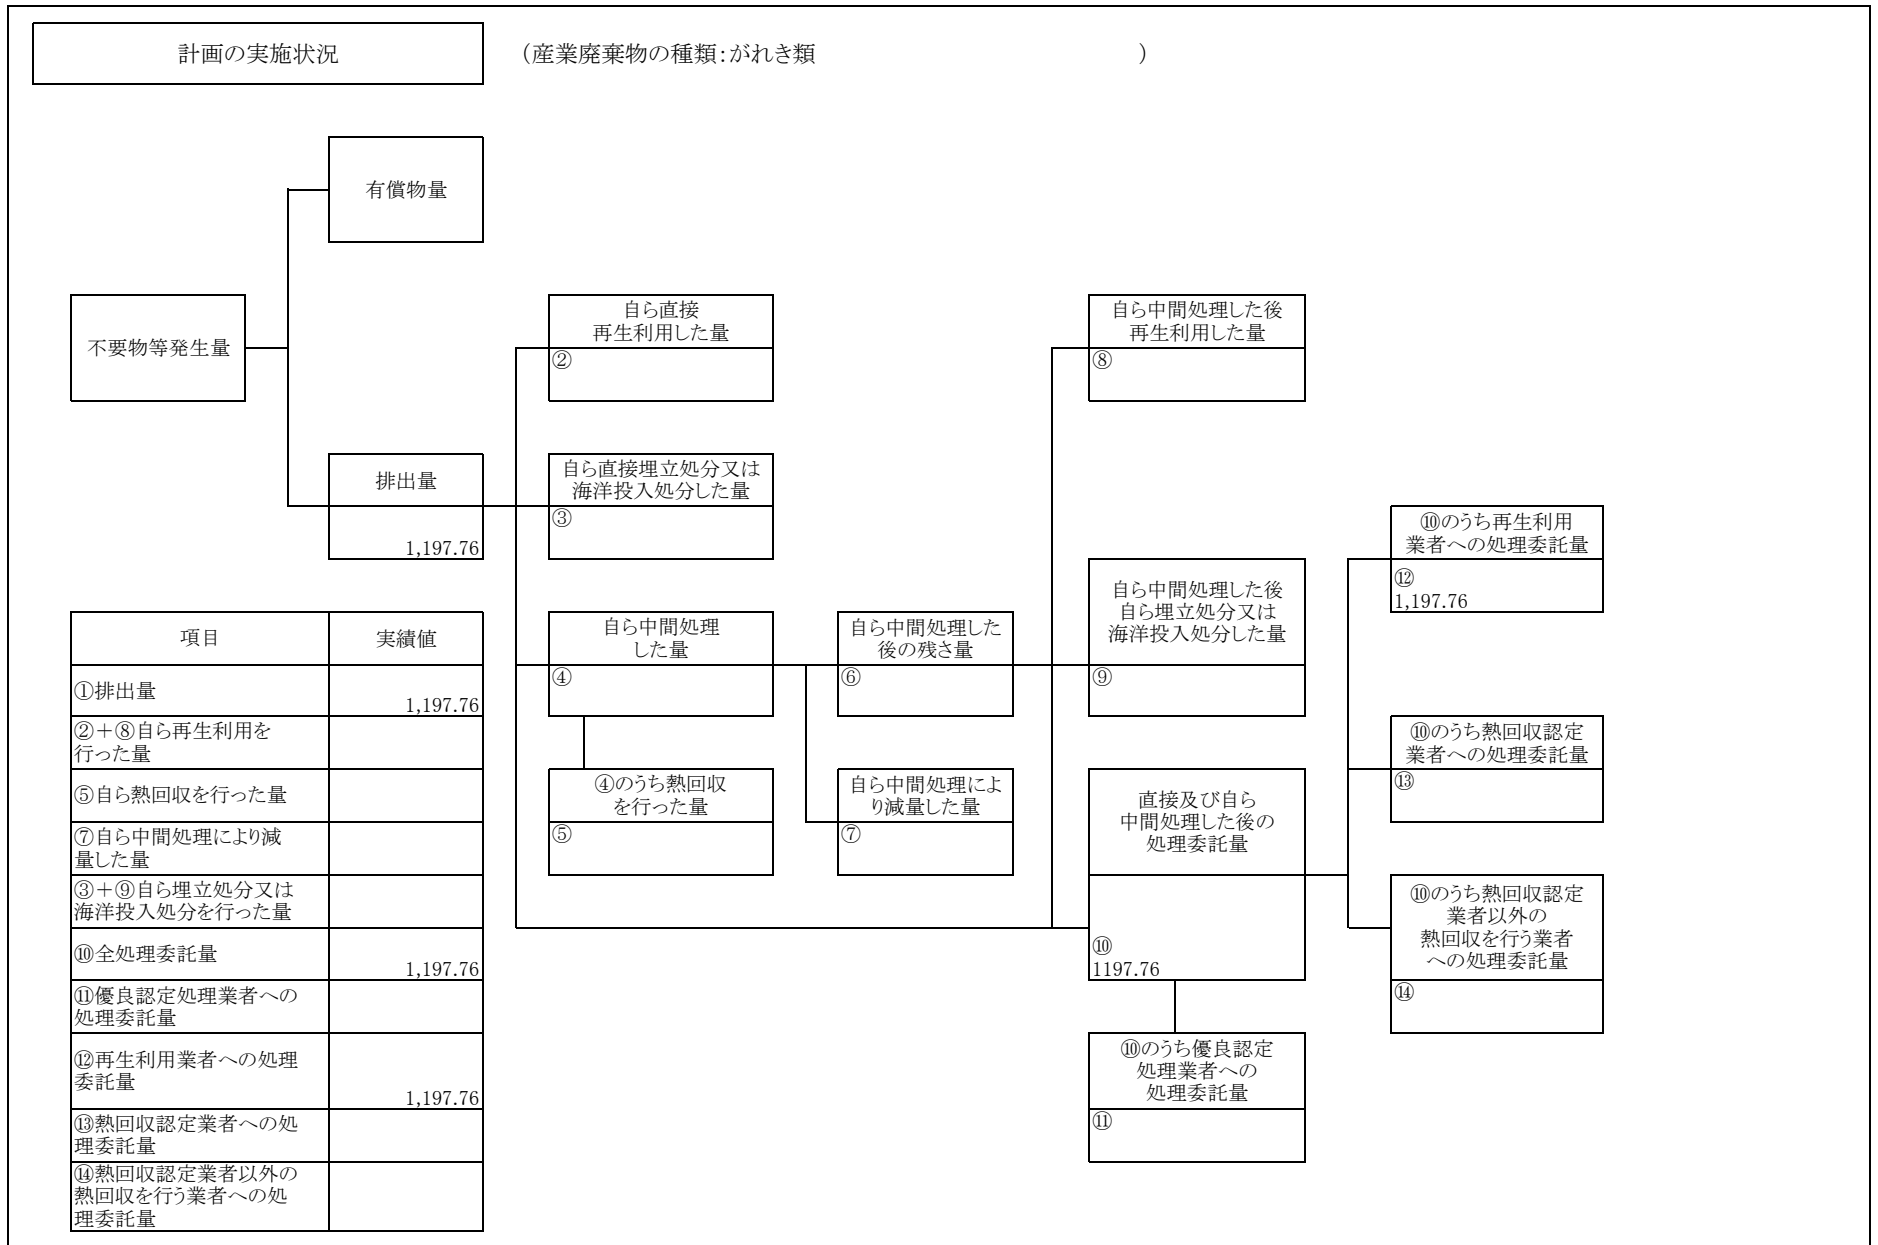 計画の実施状況
（産業廃棄物の種類：がれき類　　　　　　　　　　　　　　　　）
有償物量
不要物等発生量
自ら直接
再生利用した量
②
自ら中間処理した後
再生利用した量
⑧
排出量
1,197.76
自ら直接埋立処分又は
海洋投入処分した量
③
⑩のうち再生利用
業者への処理委託量
⑫
1,197.76
自ら中間処理した後
自ら埋立処分又は
海洋投入処分した量
⑨
自ら中間処理
した量
④
自ら中間処理した
後の残さ量
⑥
④のうち熱回収
を行った量
⑤
自ら中間処理によ
り減量した量
⑦
直接及び自ら
中間処理した後の
処理委託量
⑩
1197.76
⑩のうち熱回収認定
業者への処理委託量
⑬
⑩のうち熱回収認定
業者以外の
熱回収を行う業者
への処理委託量
⑭
⑩のうち優良認定
処理業者への
処理委託量
⑪
項目 実績値
①排出量 1,197.76
②＋⑧自ら再生利用を
行った量
⑤自ら熱回収を行った量
⑦自ら中間処理により減
量した量
③＋⑨自ら埋立処分又は
海洋投入処分を行った量
⑩全処理委託量 1,197.76
⑪優良認定処理業者への
処理委託量
⑫再生利用業者への処理
委託量 1,197.76
⑬熱回収認定業者への処
理委託量
⑭熱回収認定業者以外の
熱回収を行う業者への処
理委託量